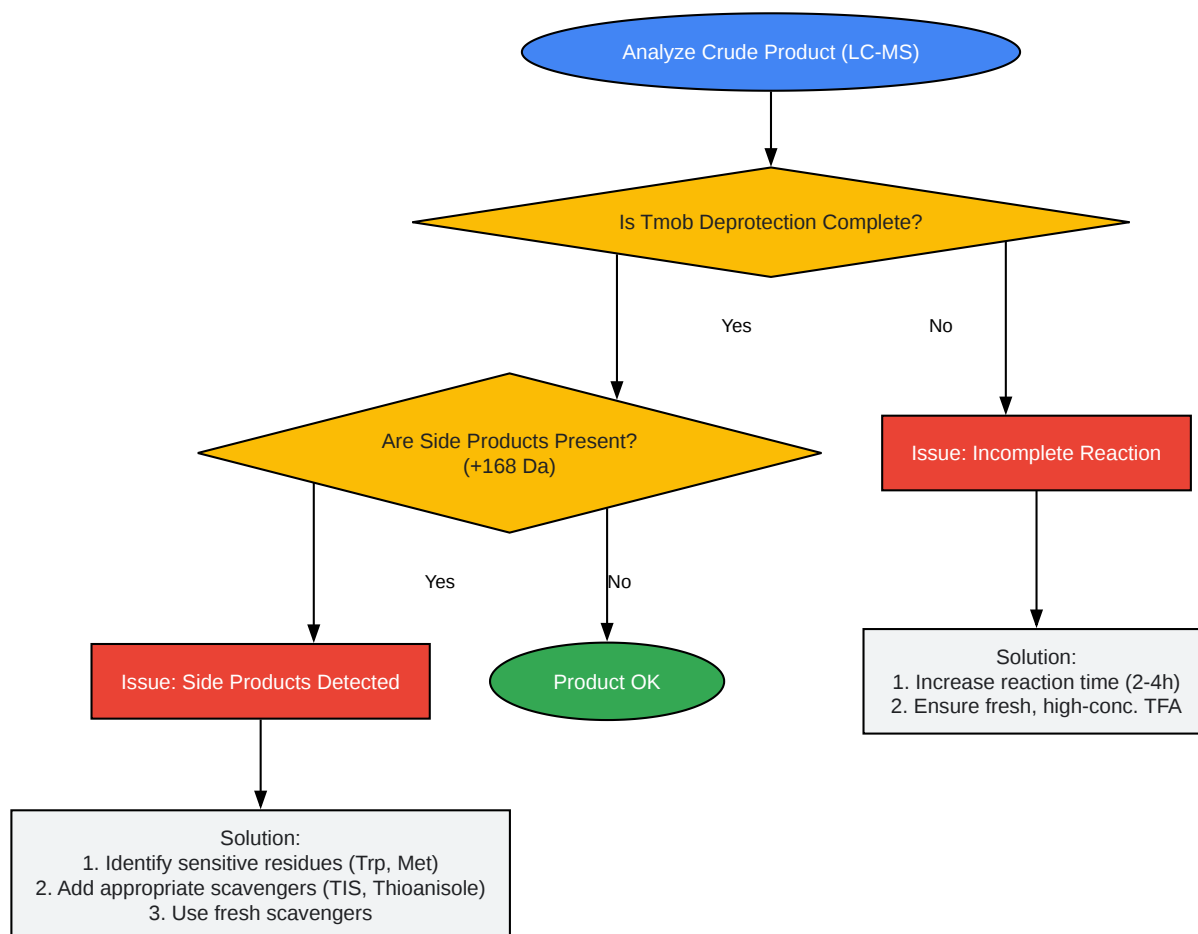 Analyze Crude Product (LC-MS)
Is Tmob Deprotection Complete?
Yes
No
Are Side Products Present?
(+168 Da)
Issue: Incomplete Reaction
Yes
No
Issue: Side Products Detected
Product OK
Solution:
1. Increase reaction time (2-4h)
2. Ensure fresh, high-conc. TFA
Solution:
1. Identify sensitive residues (Trp, Met)
2. Add appropriate scavengers (TIS, Thioanisole)
3. Use fresh scavengers